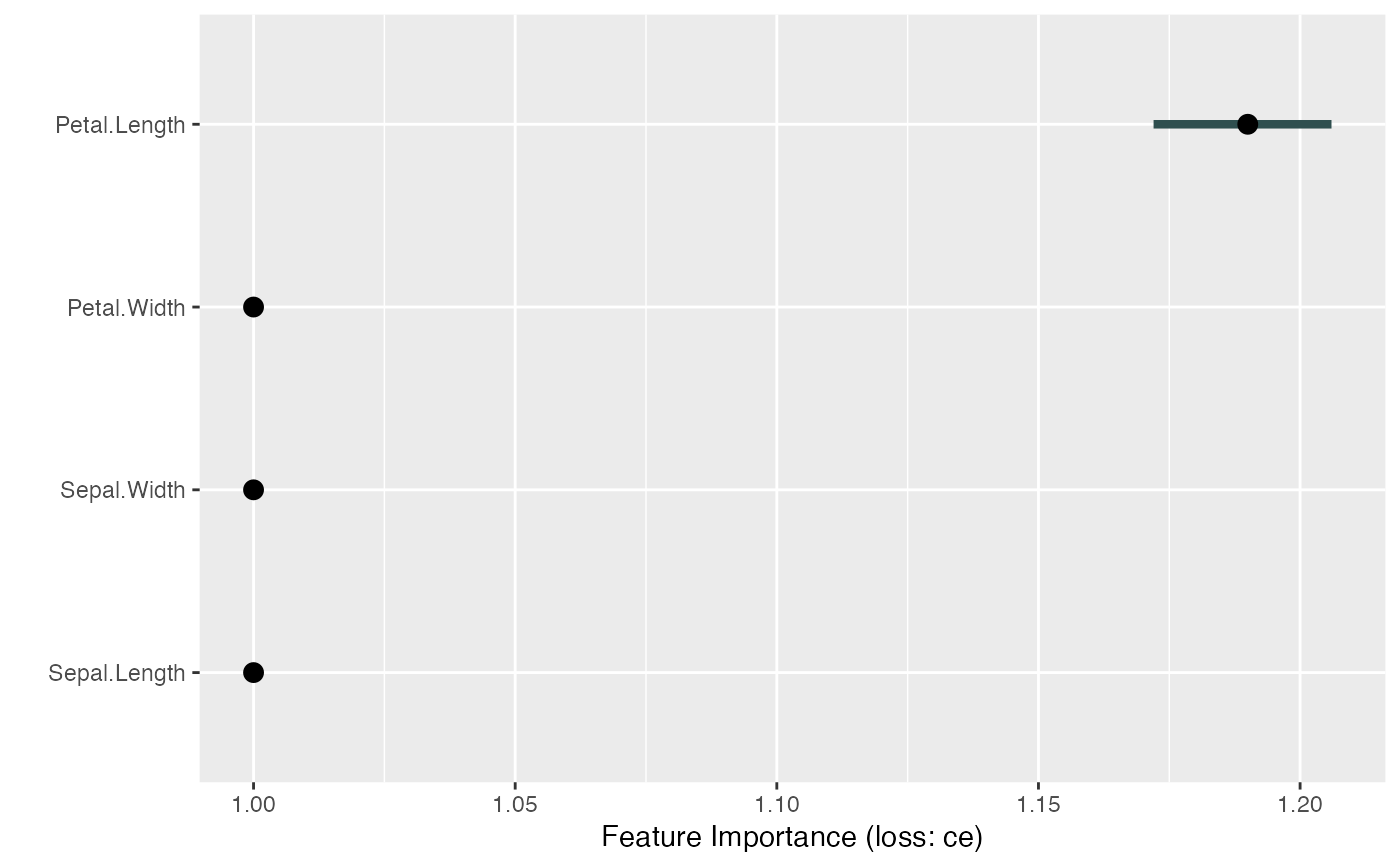 Petal.Length
Petal.Width
Sepal.Width
Sepal.Length
1.00 1.05 1.10 1.15 1.20
Feature Importance (loss: ce)